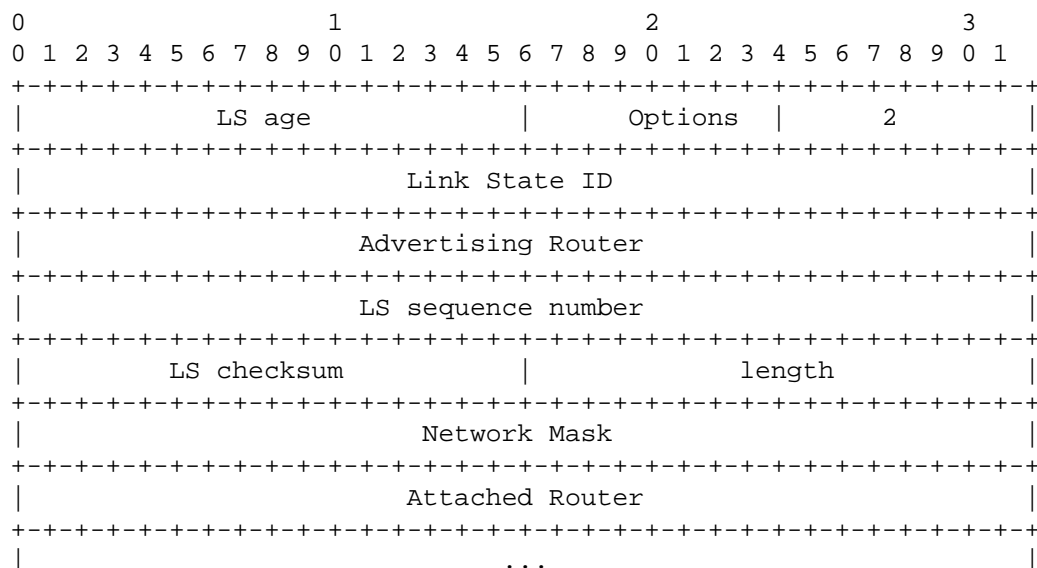 0                   1                   2                   3
0 1 2 3 4 5 6 7 8 9 0 1 2 3 4 5 6 7 8 9 0 1 2 3 4 5 6 7 8 9 0 1
+-+-+-+-+-+-+-+-+-+-+-+-+-+-+-+-+-+-+-+-+-+-+-+-+-+-+-+-+-+-+-+-+
|            LS age             |      Options  |      2        |
+-+-+-+-+-+-+-+-+-+-+-+-+-+-+-+-+-+-+-+-+-+-+-+-+-+-+-+-+-+-+-+-+
|                        Link State ID                          |
+-+-+-+-+-+-+-+-+-+-+-+-+-+-+-+-+-+-+-+-+-+-+-+-+-+-+-+-+-+-+-+-+
|                     Advertising Router                        |
+-+-+-+-+-+-+-+-+-+-+-+-+-+-+-+-+-+-+-+-+-+-+-+-+-+-+-+-+-+-+-+-+
|                     LS sequence number                        |
+-+-+-+-+-+-+-+-+-+-+-+-+-+-+-+-+-+-+-+-+-+-+-+-+-+-+-+-+-+-+-+-+
|         LS checksum           |             length            |
+-+-+-+-+-+-+-+-+-+-+-+-+-+-+-+-+-+-+-+-+-+-+-+-+-+-+-+-+-+-+-+-+
|                         Network Mask                          |
+-+-+-+-+-+-+-+-+-+-+-+-+-+-+-+-+-+-+-+-+-+-+-+-+-+-+-+-+-+-+-+-+
|                        Attached Router                        |
+-+-+-+-+-+-+-+-+-+-+-+-+-+-+-+-+-+-+-+-+-+-+-+-+-+-+-+-+-+-+-+-+
|                              ...                              |